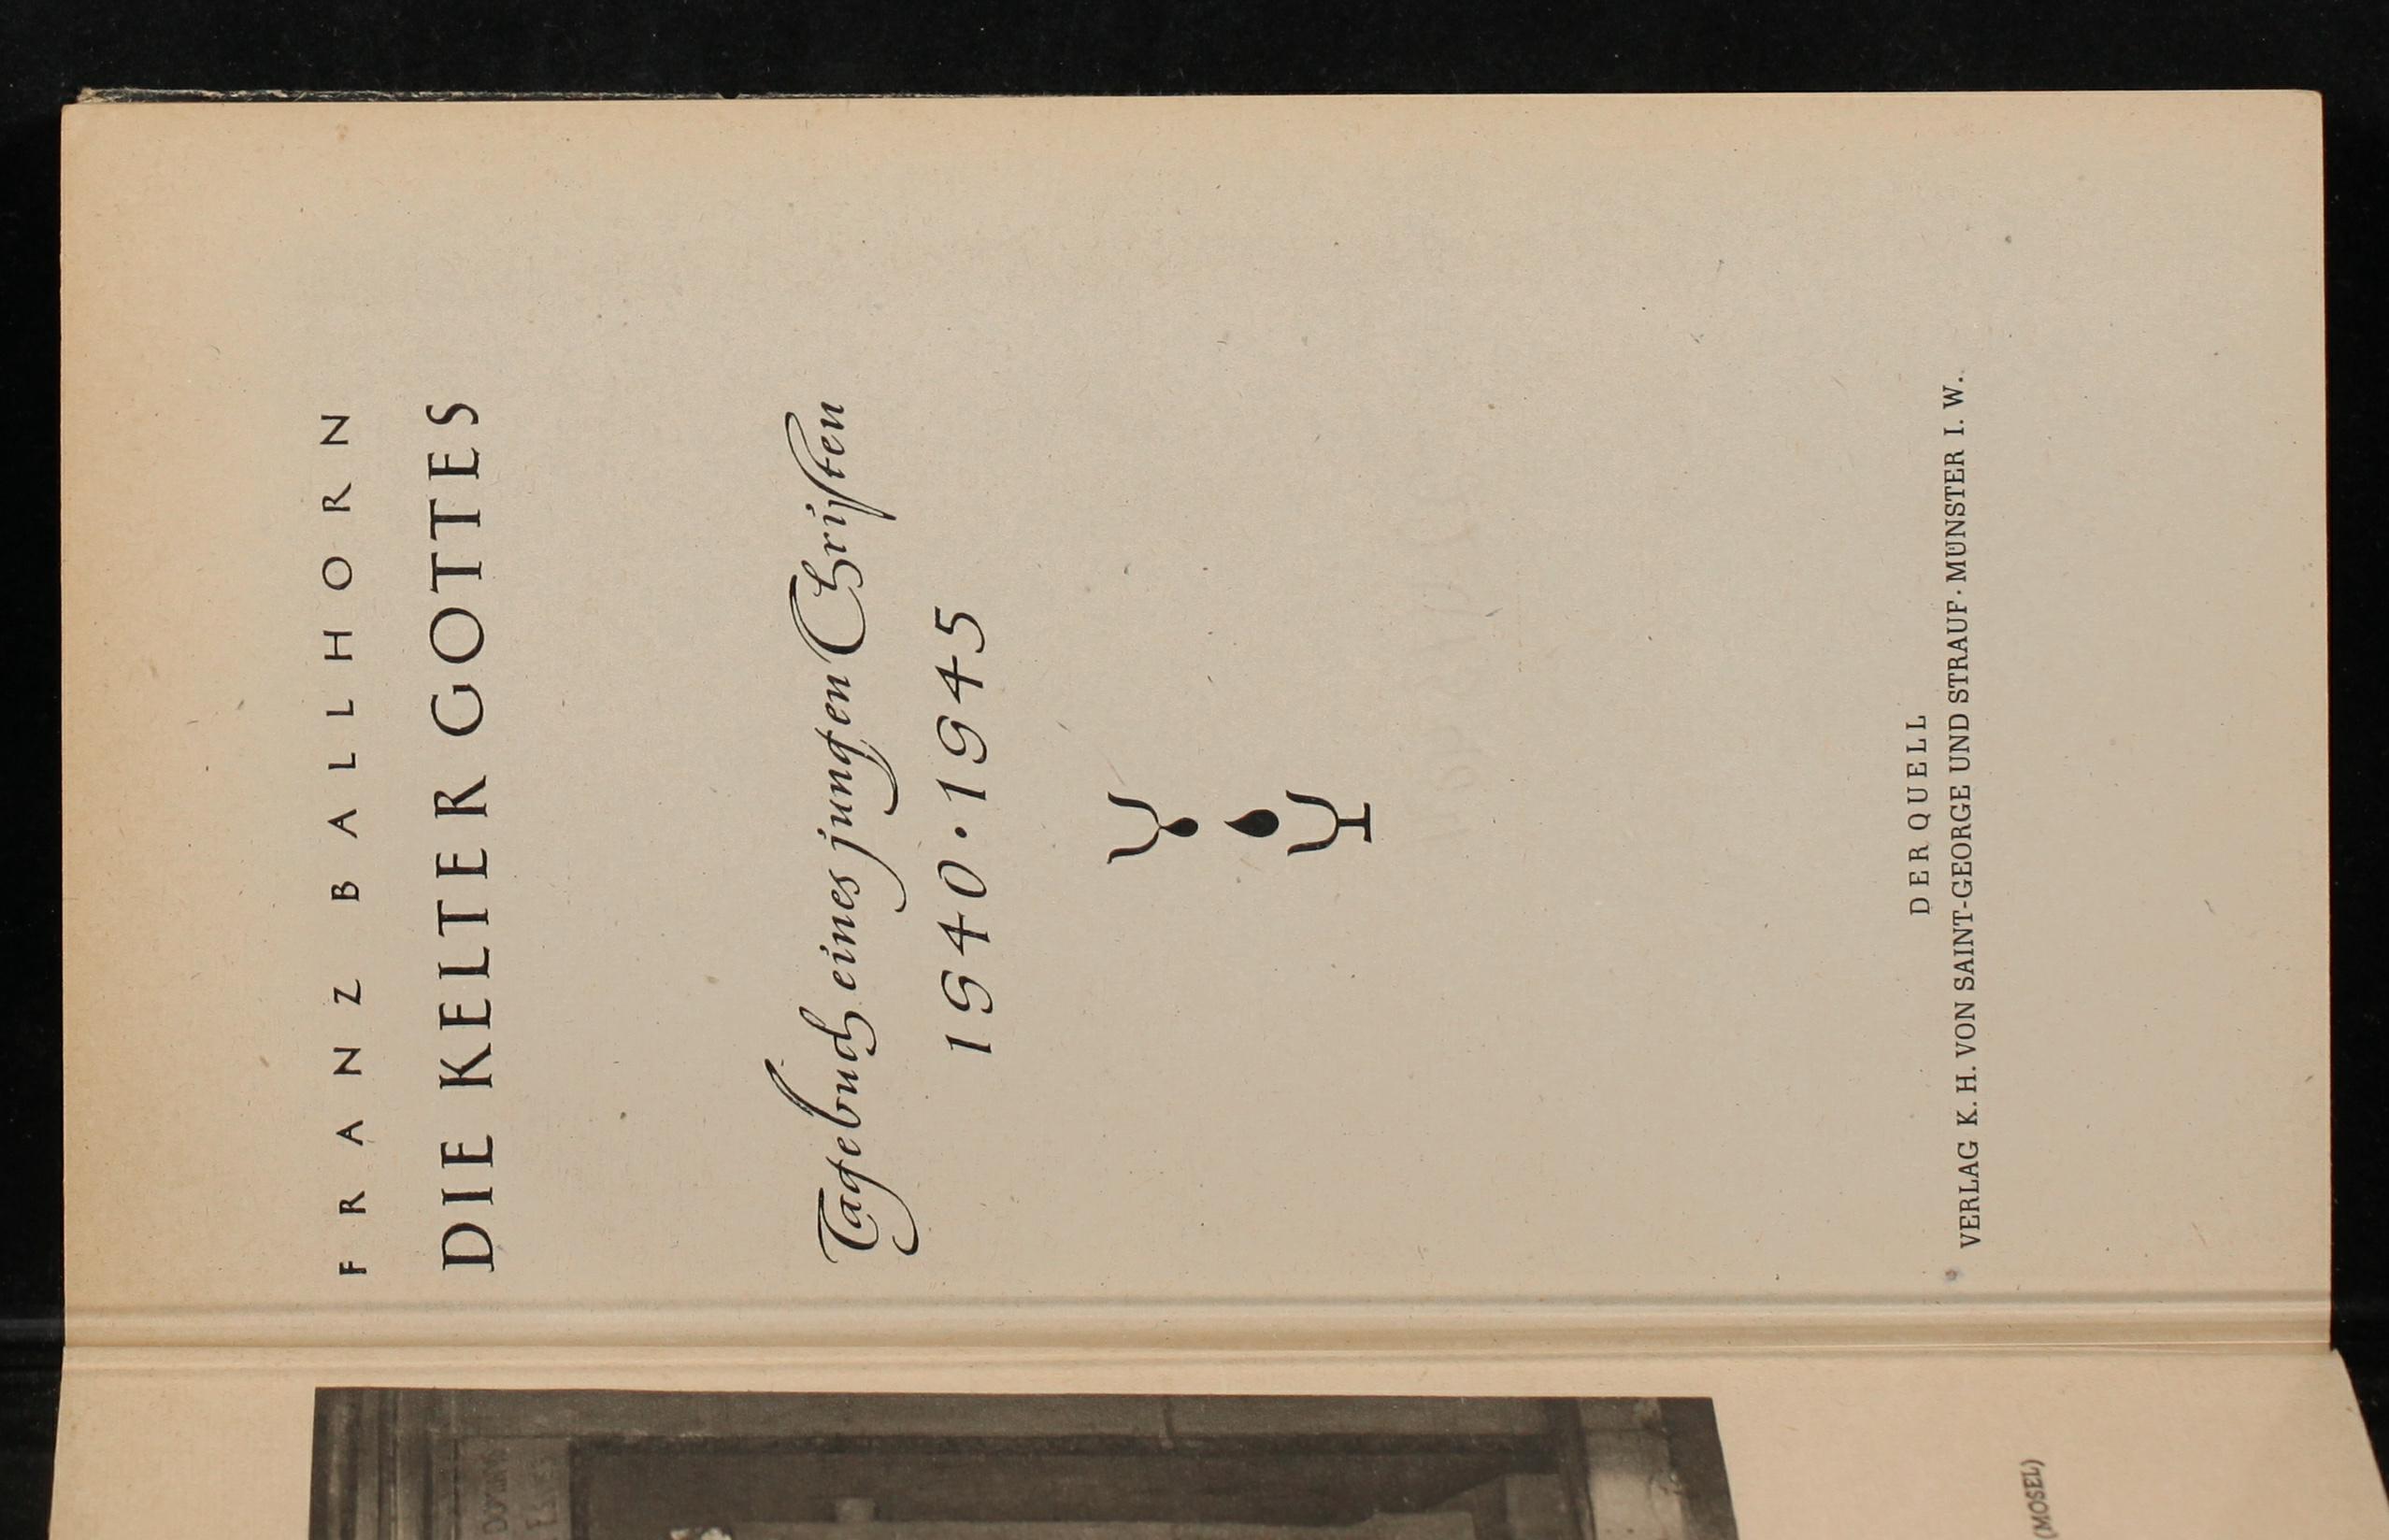 FRANZ BALLHORN
DIE KELTER GOTTES
Tagebuch eines jungen Chriſten
1940·1945
DER QUELL
VERLAG K. H. VON SAINT-GEORGE UND STRAUF · MÜNSTER I. W.
(MOSEL)